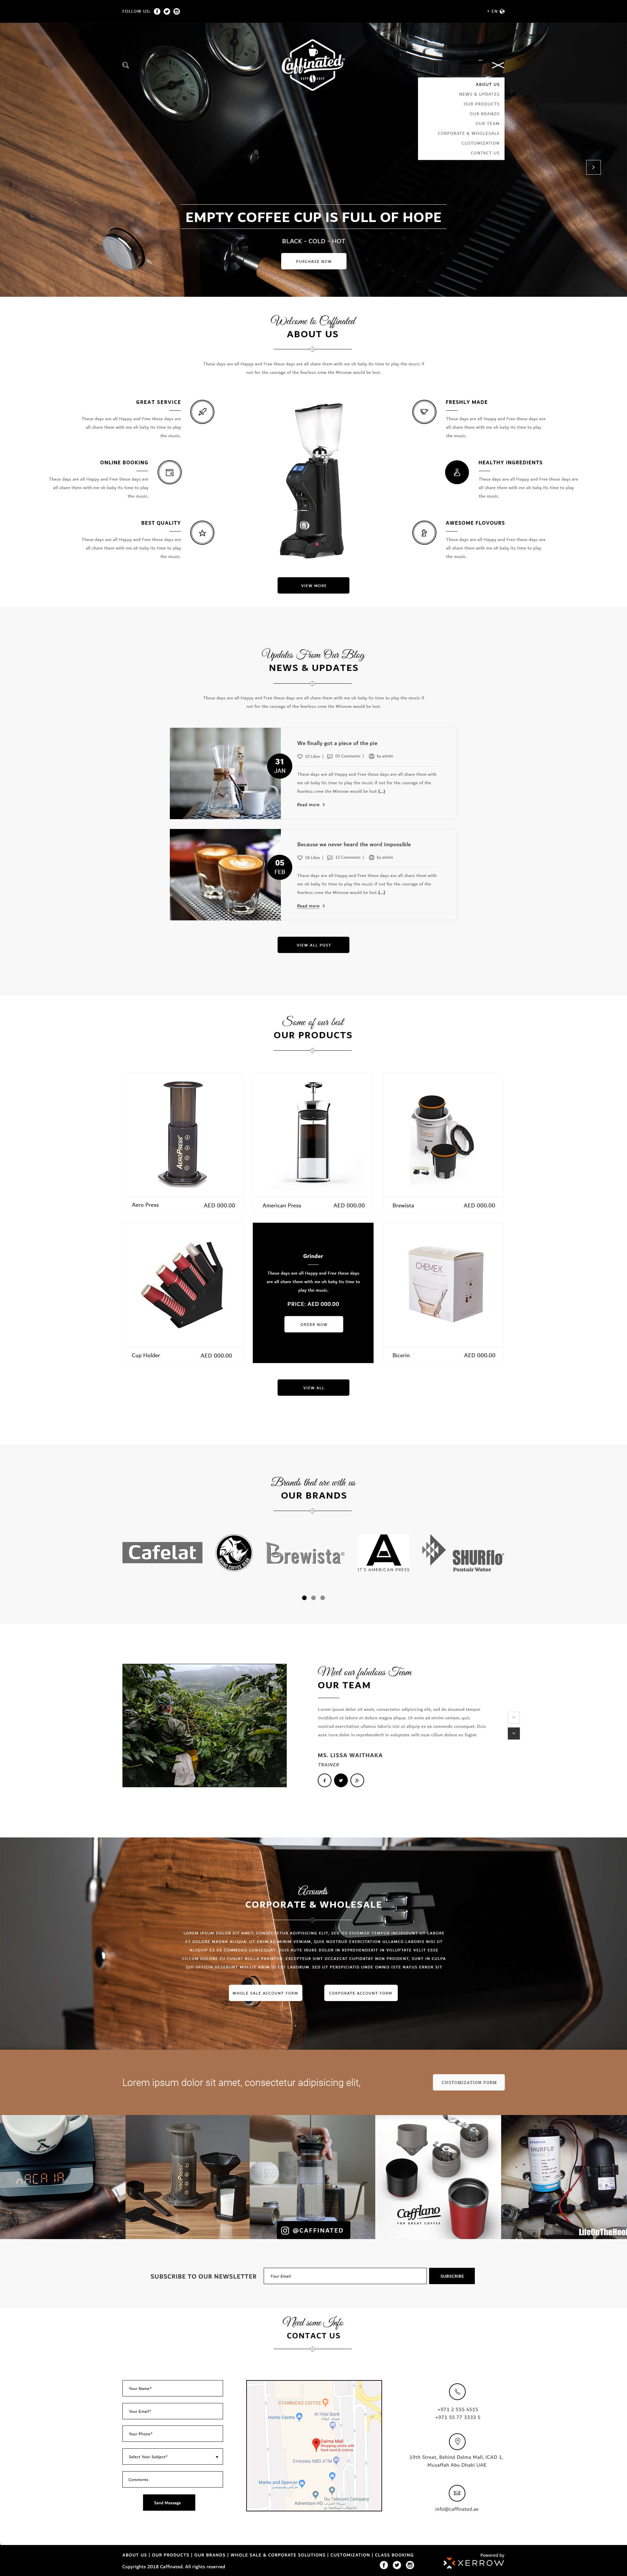 FOLLOW US:
EN
Caffinated
ABOUT US
NEWS & UPDATES
OUR PRODUCTS
OUR BRANDS
OUR TEAM
CORPORATE & WHOLESALE
CUSTOMIZATION
CONTACT US
EMPTY COFFEE CUP IS FULL OF HOPE
BLACK - COLD - HOT
PURCHASE NOW
Welcome to Caffinated
ABOUT US
These days are all Happy and Free these days are all share them with me oh baby its time to play the music if
not for the courage of the fearless crew the Minnow would be lost.
GREAT SERVICE
These days are all Happy and Free these days are
all share them with me oh baby its time to play
the music.
ONLINE BOOKING
These days are all Happy and Free these days are
all share them with me oh baby its time to play
the music.
BEST QUALITY
These days are all Happy and Free these days are
all share them with me oh baby its time to play
the music.
FRESHLY MADE
These days are all Happy and Free these days are
all share them with me oh baby its time to play
the music.
HEALTHY INGREDIENTS
These days are all Happy and Free these days are
all share them with me oh baby its time to play
the music.
AWESOME FLOVOURS
These days are all Happy and Free these days are
all share them with me oh baby its time to play
the music.
VIEW MORE
Updates From Our Blog
NEWS & UPDATES
These days are all Happy and Free these days are all share them with me oh baby its time to play the music if
not for the courage of the fearless crew the Minnow would be lost.
31
JAN
We finally got a piece of the pie
10 Likes | 03 Comments | by admin
These days are all Happy and Free these days are all share them with
me oh baby its time to play the music if not for the courage of the
fearless crew the Minnow would be lost [...]
Read more
05
FEB
Because we never heard the word impossible
18 Likes | 13 Comments | by admin
These days are all Happy and Free these days are all share them with
me oh baby its time to play the music if not for the courage of the
fearless crew the Minnow would be lost [...]
Read more
VIEW ALL POST
Some of our best
OUR PRODUCTS
AEROPRESS
Aero Press AED 000.00
American Press AED 000.00
Brewista AED 000.00
Cup Holder AED 000.00
Grinder
These days are all Happy and Free these days
are all share them with me oh baby its time to
play the music.
PRICE: AED 000.00
ORDER NOW
CHEMEX
Bicerin AED 000.00
VIEW ALL
Brands that are with us
OUR BRANDS
Cafelat
Brewista
IT'S AMERICAN PRESS
SHURflo
Pentair Water
Meet our fabulous Team
OUR TEAM
Lorem ipsum dolor sit amet, consectetur adipisicing elit, sed do eiusmod tempor
incididunt ut labore et dolore magna aliqua. Ut enim ad minim veniam, quis
nostrud exercitation ullamco laboris nisi ut aliquip ex ea commodo consequat. Duis
aute irure dolor in reprehenderit in voluptate velit esse cillum dolore eu fugiat
MS. LISSA WAITHAKA
TRAINER
Accounts
CORPORATE & WHOLESALE
LOREM IPSUM DOLOR SIT AMET, CONSECTETUR ADIPISICING ELIT, SED DO EIUSMOD TEMPOR INCIDIDUNT UT LABORE
ET DOLORE MAGNA ALIQUA. UT ENIM AD MINIM VENIAM, QUIS NOSTRUD EXERCITATION ULLAMCO LABORIS NISI UT
ALIQUIP EX EA COMMODO CONSEQUAT. DUIS AUTE IRURE DOLOR IN REPREHENDERIT IN VOLUPTATE VELIT ESSE
CILLUM DOLORE EU FUGIAT NULLA PARIATUR. EXCEPTEUR SINT OCCAECAT CUPIDATAT NON PROIDENT, SUNT IN CULPA
QUI OFFICIA DESERUNT MOLLIT ANIM ID EST LABORUM. SED UT PERSPICIATIS UNDE OMNIS ISTE NATUS ERROR SIT
WHOLE SALE ACCOUNT FORM
CORPORATE ACCOUNT FORM
Lorem ipsum dolor sit amet, consectetur adipisicing elit,
CUSTOMIZATION FORM
@CAFFINATED
Cafflano
FOR GREAT COFFEE
SHURFLO
LifeOnTheHook
SUBSCRIBE TO OUR NEWSLETTER
Your Email
SUBSCRIBE
Need some Info
CONTACT US
Your Name*
Your Email*
Your Phone*
Select Your Subject*
Comments
Send Message
STARBUCKS COFFEE
Home Centre
Al Hilal Bank
Dalma Mall
Shopping centre with
food court & cinema
Emirates NBD ATM
Marks and Spencer
Du Telecom Company
Adventure HQ
+971 2 555 4515
+971 55 77 3333 5
19th Street, Behind Dalma Mall, ICAD 1,
Musaffah Abu Dhabi UAE
info@caffinated.ae
ABOUT US | OUR PRODUCTS | OUR BRANDS | WHOLE SALE & CORPORATE SOLUTIONS | CUSTOMIZATION | CLASS BOOKING
Copyrights 2018 Caffinated. All rights reserved
Powered by
XERROW